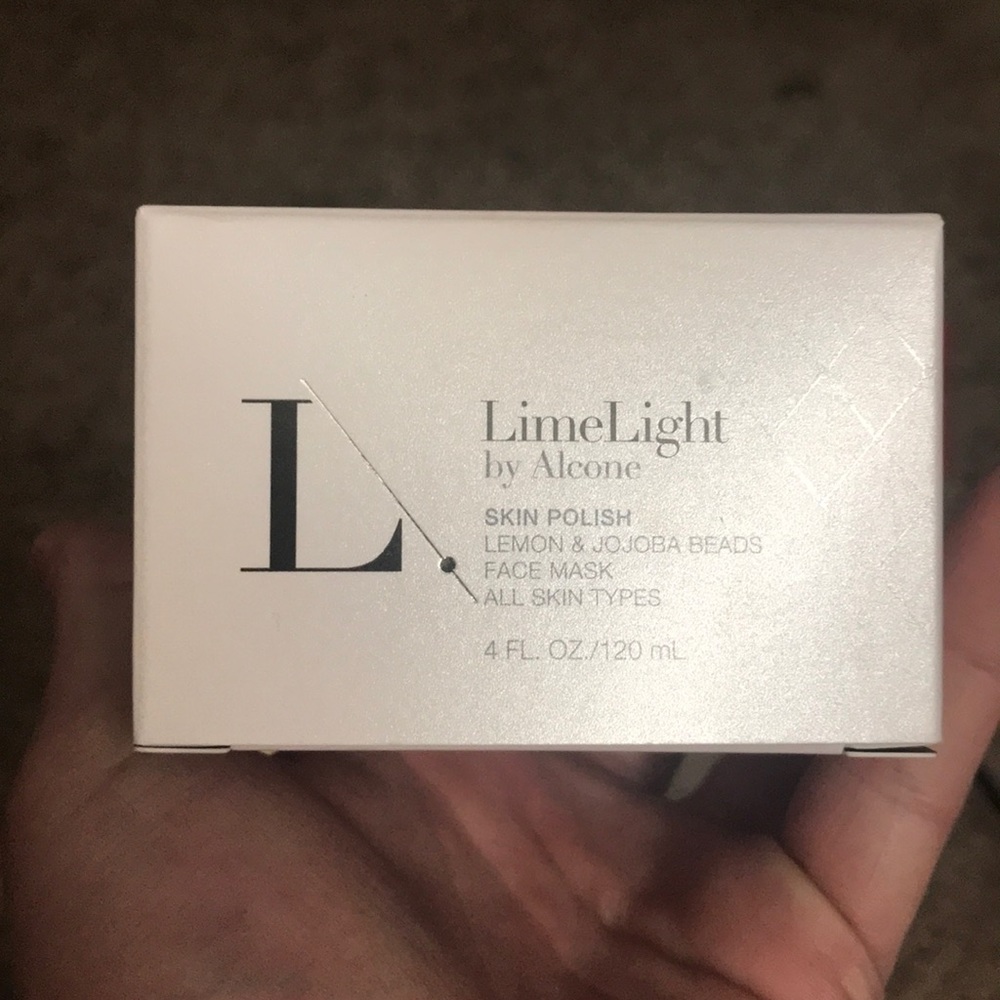 L
LimeLight
by Alcone
SKIN POLISH
LEMON & JOJOBA BEADS
FACE MASK
ALL SKIN TYPES
4 FL. OZ./120 mL